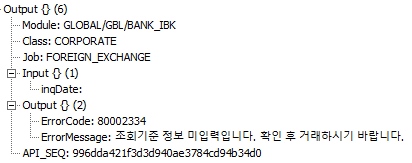 Output {} (6)
Module: GLOBAL/GBL/BANK_IBK
Class: CORPORATE
Job: FOREIGN_EXCHANGE
Input {} (1)
inqDate:
Output {} (2)
ErrorCode: 80002334
ErrorMessage: 조회기준 정보 미입력입니다. 확인 후 거래하시기 바랍니다.
API_SEQ: 996dda421f3d3d940ae3784cd94b34d0